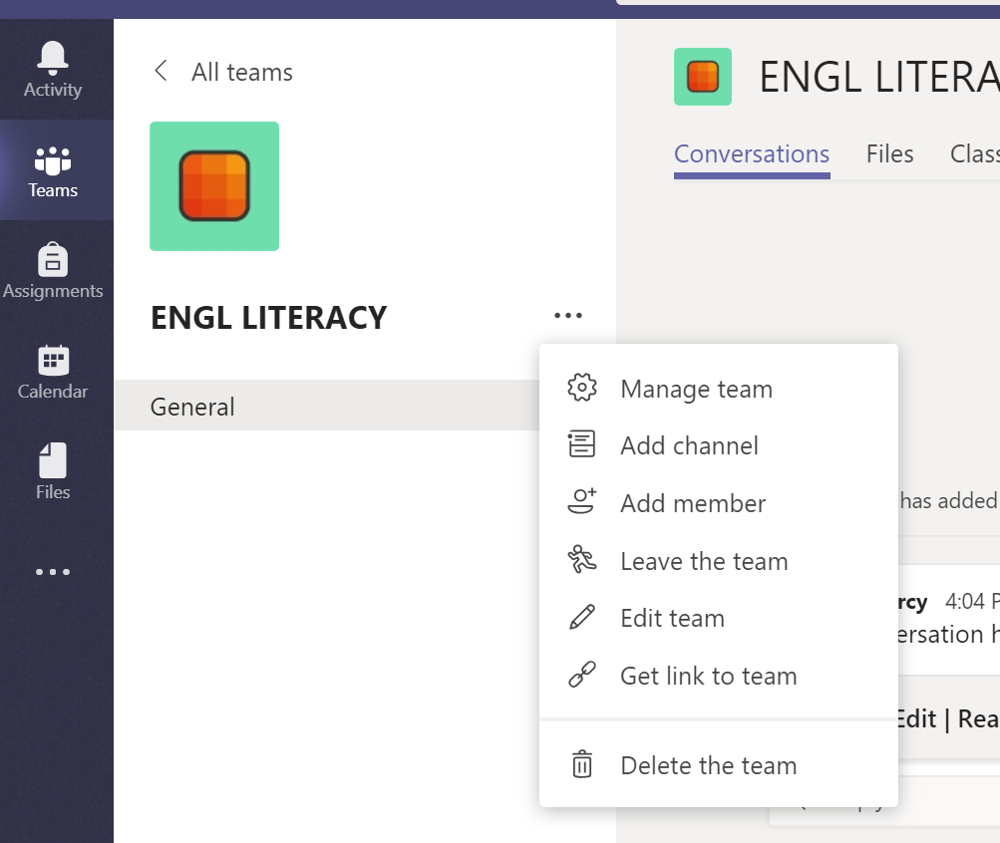 Activity
Teams
Assignments
Calendar
Files
All teams
ENGL LITERACY
General
Manage team
Add channel
Add member
Leave the team
Edit team
Get link to team
Delete the team
ENGL LITERA
Conversations Files Clas
has added
rcy 4:04 P
ersation h
Edit | Rea